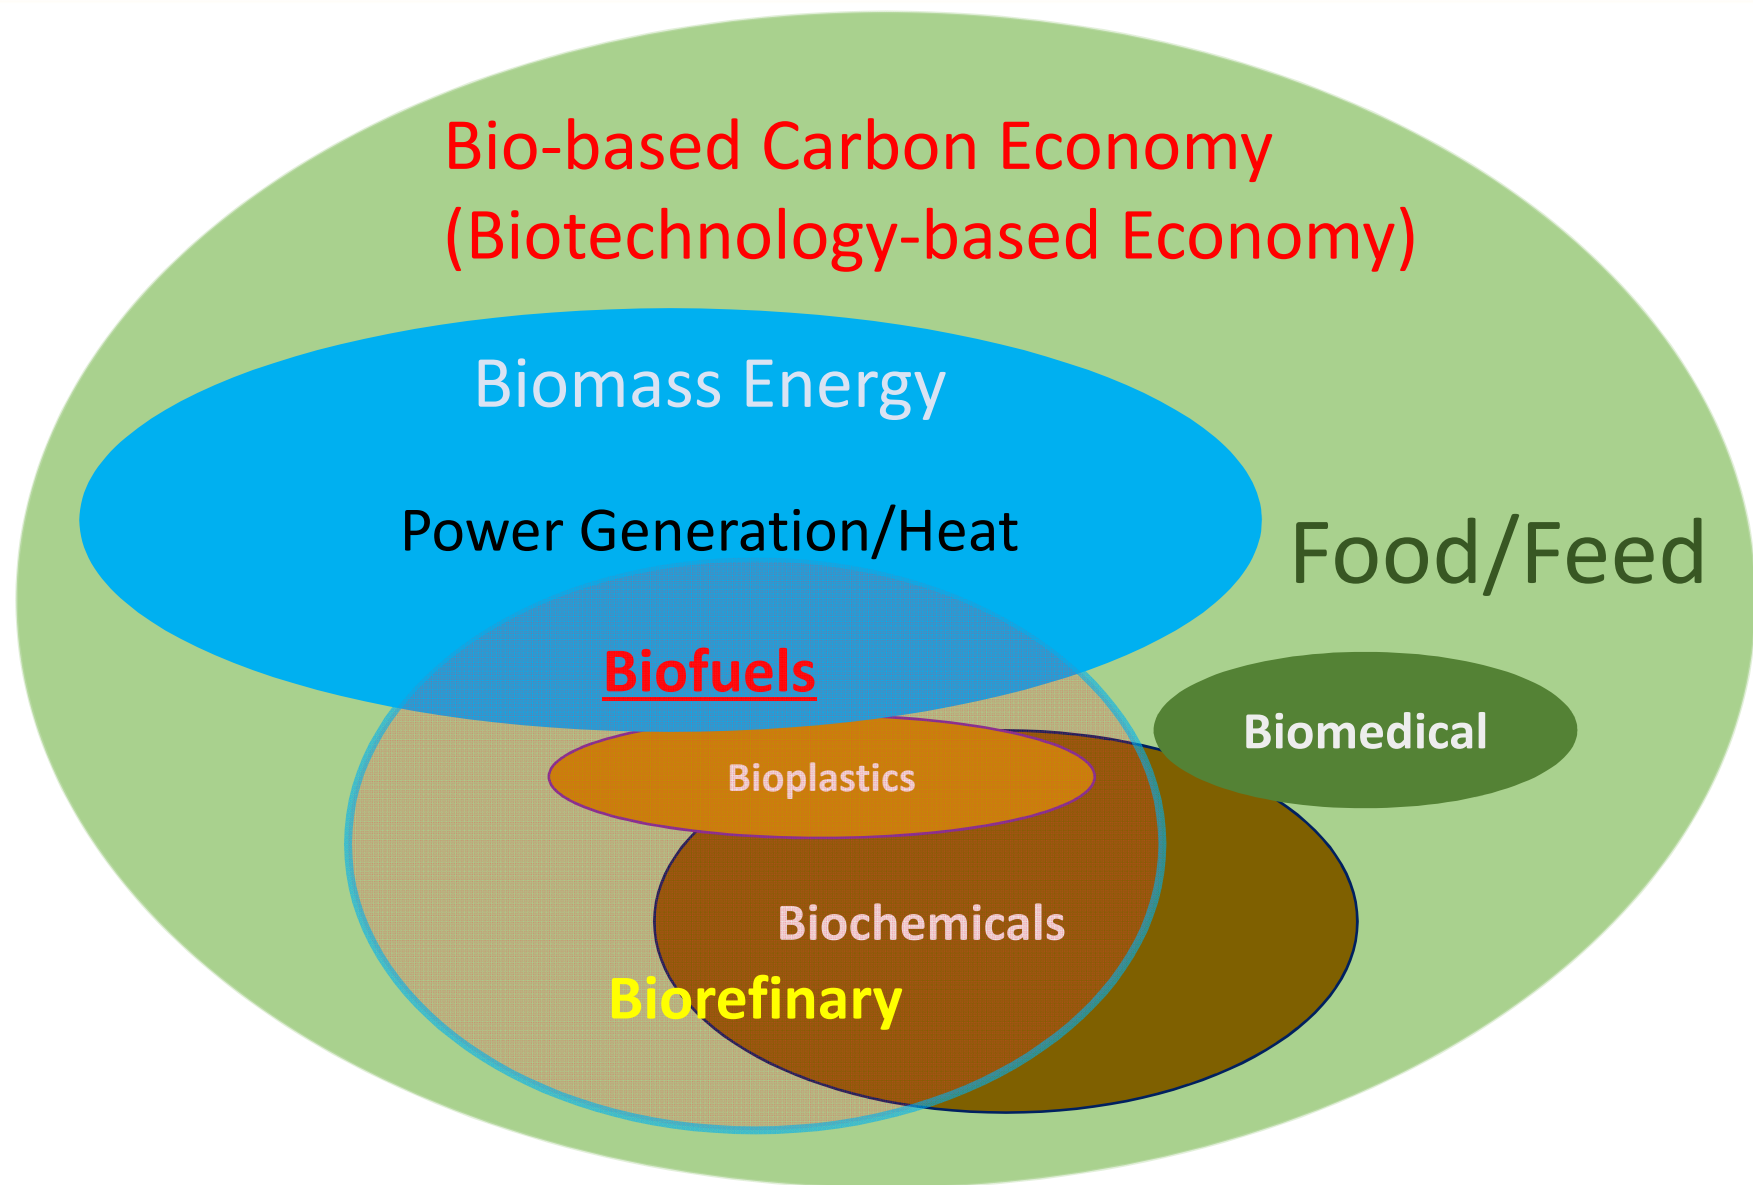 Bio-based Carbon Economy
(Biotechnology-based Economy)
Biomass Energy
Power Generation/Heat
Food/Feed
Biofuels
Biomedical
Bioplastics
Biochemicals
Biorefinary